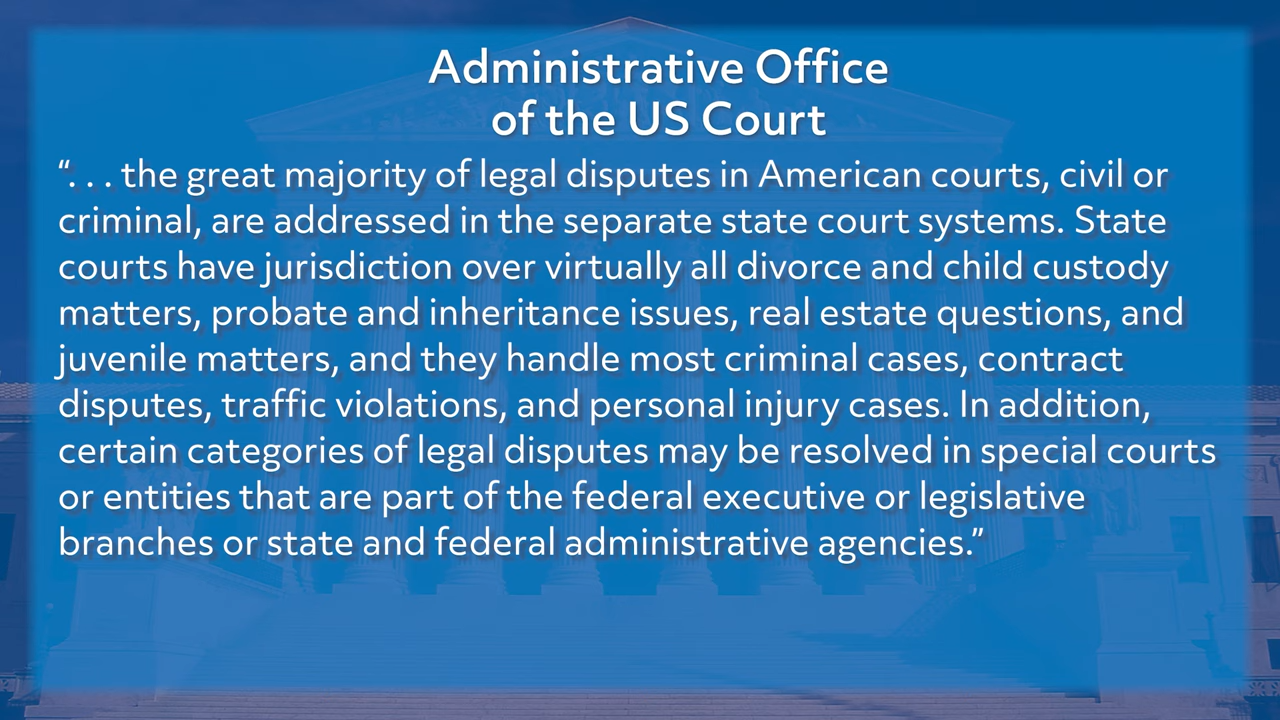 Administrative Office
of the US Court
“. . . the great majority of legal disputes in American courts, civil or
criminal, are addressed in the separate state court systems. State
courts have jurisdiction over virtually all divorce and child custody
matters, probate and inheritance issues, real estate questions, and
juvenile matters, and they handle most criminal cases, contract
disputes, traffic violations, and personal injury cases. In addition,
certain categories of legal disputes may be resolved in special courts
or entities that are part of the federal executive or legislative
branches or state and federal administrative agencies.”